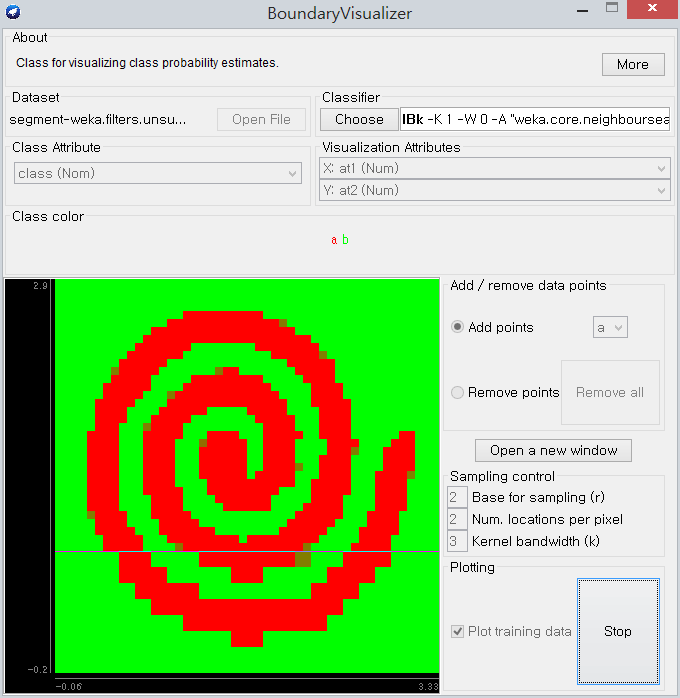 BoundaryVisualizer
About
Class for visualizing class probability estimates.
More
Dataset
segment-weka.filters.unsu...
Open File
Classifier
Choose
IBk -K 1 -W 0 -A "weka.core.neighboursea
Class Attribute
class (Nom)
Visualization Attributes
X: at1 (Num)
Y: at2 (Num)
Class color
a b
2.9
-0.2
-0.06
3.33
Add / remove data points
Add points
a
Remove points
Remove all
Open a new window
Sampling control
2 Base for sampling (r)
2 Num. locations per pixel
3 Kernel bandwidth (k)
Plotting
Plot training data
Stop